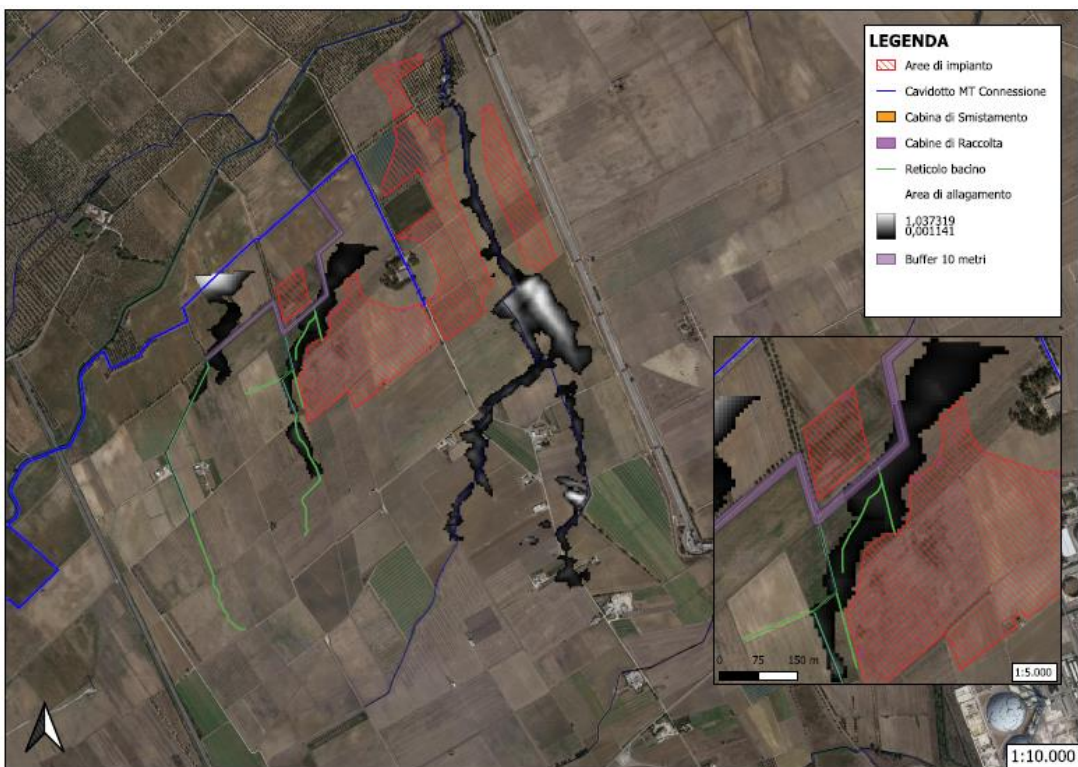 LEGENDA
Aree di impianto
Cavidotto MT Connessione
Cabina di Smistamento
Cabine di Raccolta
Reticolo bacino
Area di allagamento
1,037319
0,001141
Buffer 10 metri
0 75 150 m
1:5.000
1:10.000